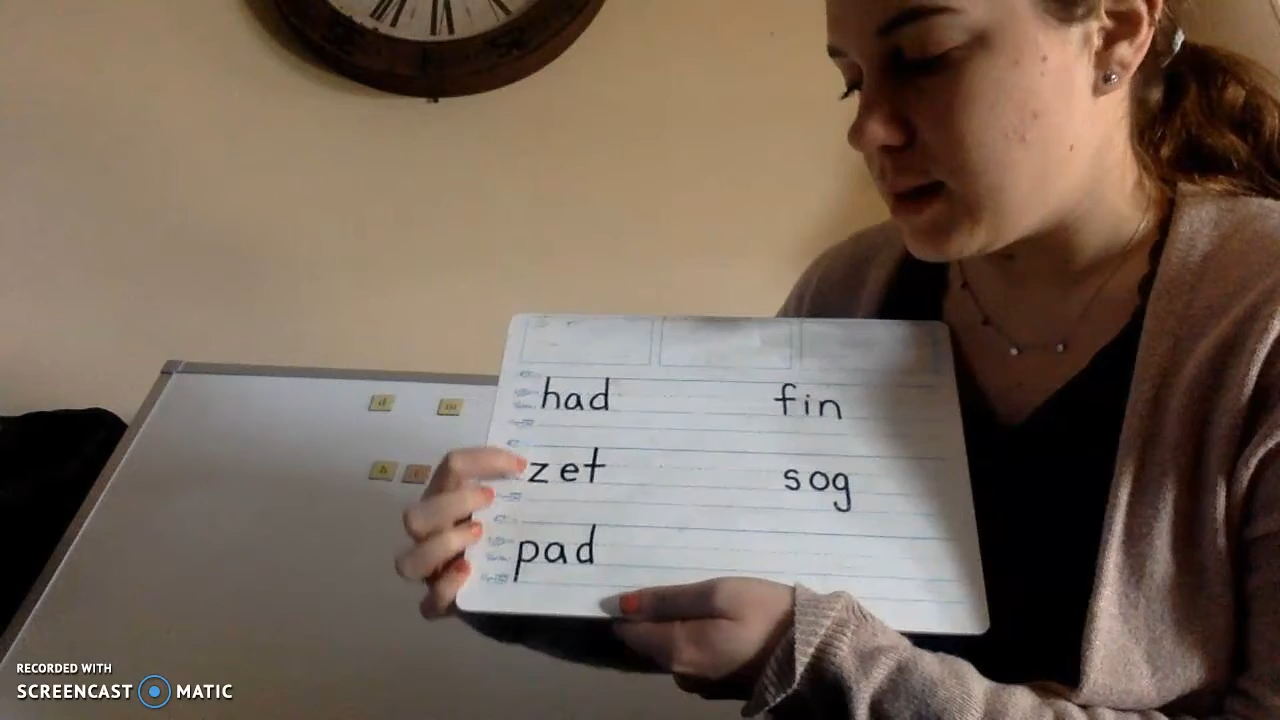 had fin
zet sog
pad
d m
RECORDED WITH
SCREENCAST MATIC